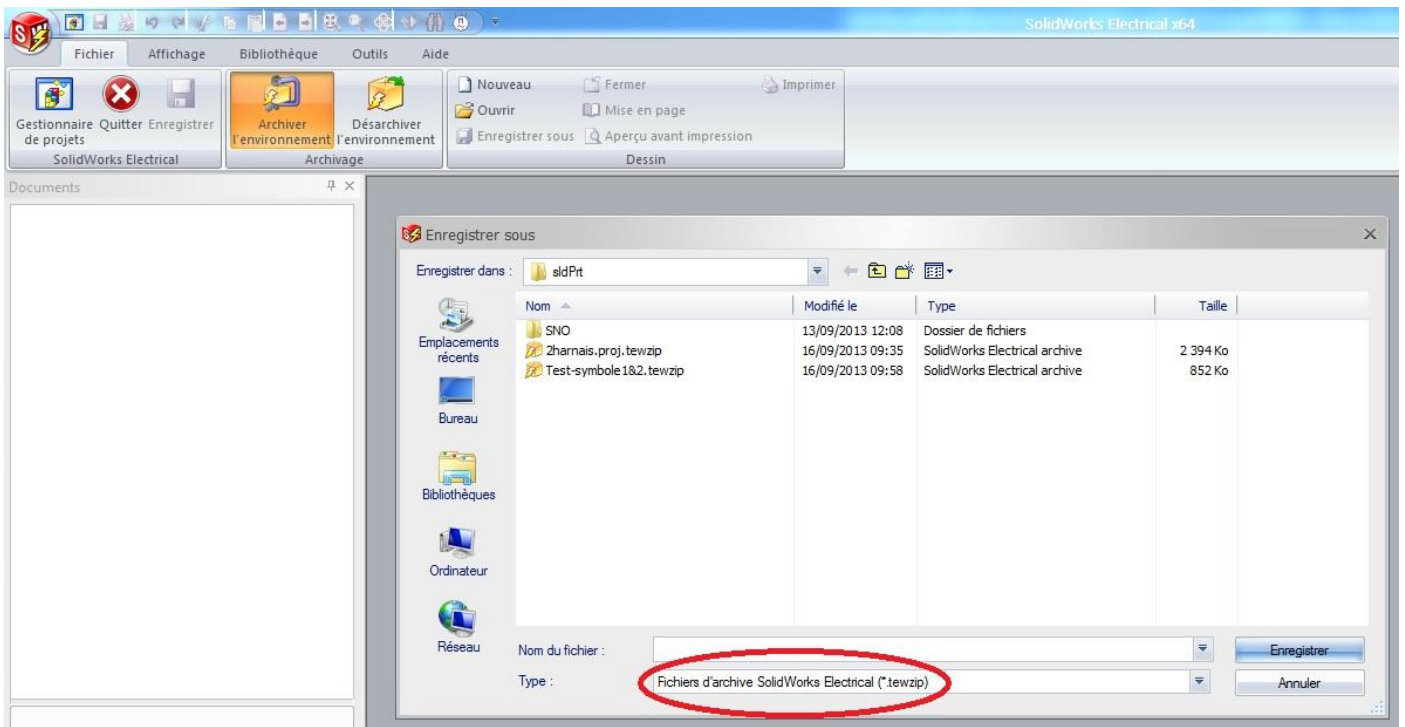 SolidWorks Electrical x64
Fichier Affichage Bibliothèque Outils Aide
Gestionnaire de projets
Quitter
Enregistrer
SolidWorks Electrical
Archiver l'environnement
Désarchiver l'environnement
Archivage
Nouveau Fermer Imprimer
Ouvrir Mise en page
Enregistrer sous Aperçu avant impression
Dessin
Documents
Enregistrer sous
Enregistrer dans : sldPrt
Nom Modifié le Type Taille
SNO 13/09/2013 12:08 Dossier de fichiers
2harnais.proj.tewzip 16/09/2013 09:35 SolidWorks Electrical archive 2 394 Ko
Test-symbole1&2.tewzip 16/09/2013 09:58 SolidWorks Electrical archive 852 Ko
Emplacements récents
Bureau
Bibliothèques
Ordinateur
Réseau
Nom du fichier : Enregistrer
Type : Fichiers d'archive SolidWorks Electrical (*.tewzip) Annuler